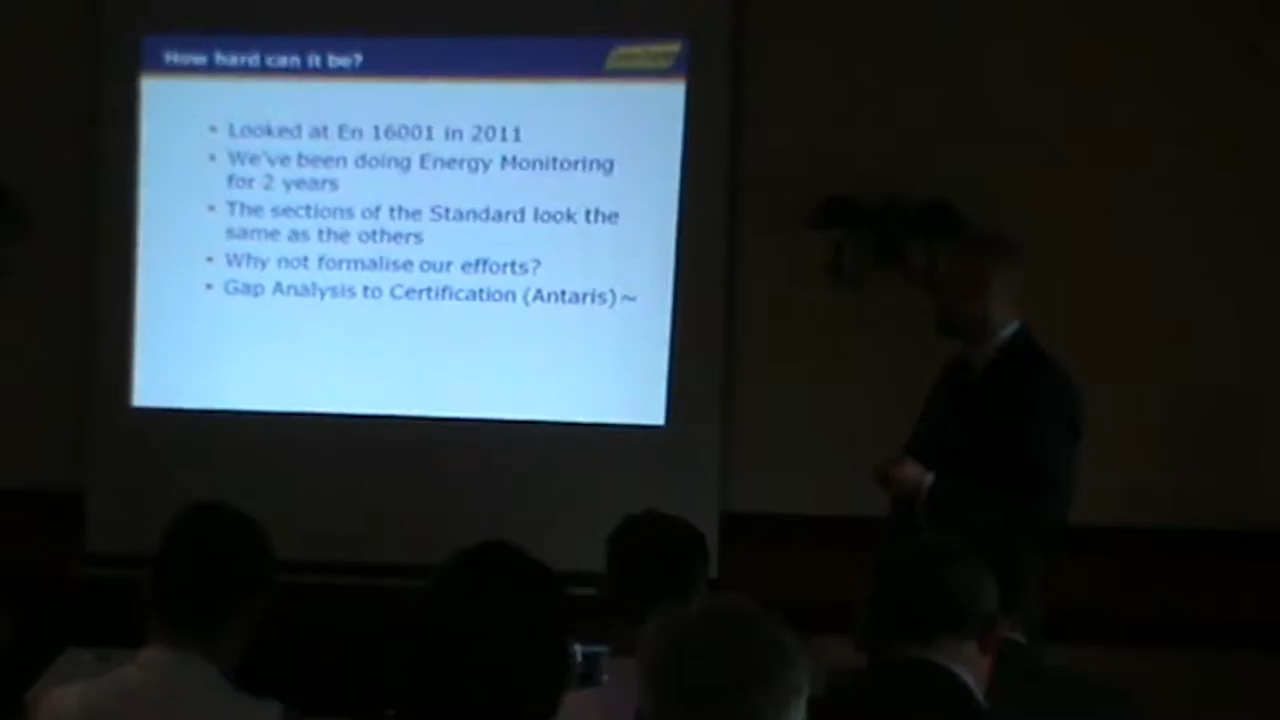 How hard can it be?
• Looked at En 16001 in 2011
• We've been doing Energy Monitoring
for 2 years
• The sections of the Standard look the
same as the others
• Why not formalise our efforts?
• Gap Analysis to Certification (Antaris) ~